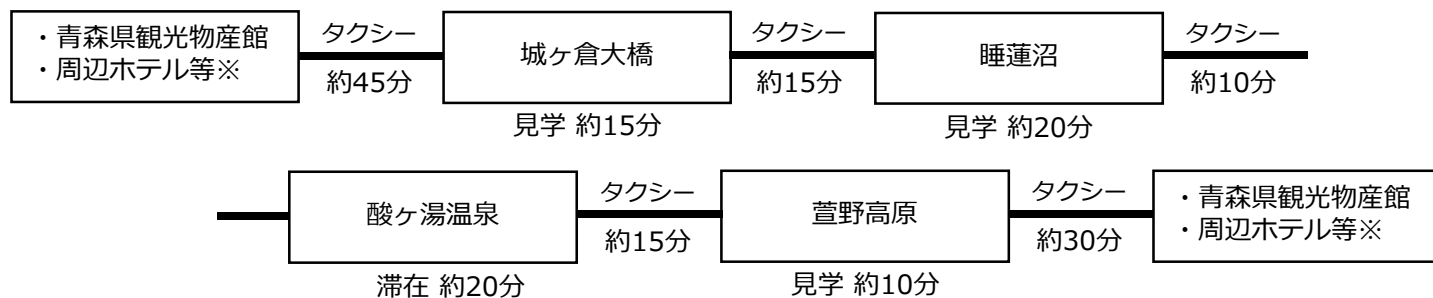 ・青森県観光物産館
・周辺ホテル等※
タクシー
約45分
城ヶ倉大橋
見学 約15分
タクシー
約15分
睡蓮沼
見学 約20分
タクシー
約10分
酸ヶ湯温泉
滞在 約20分
タクシー
約15分
萱野高原
見学 約10分
タクシー
約30分
・青森県観光物産館
・周辺ホテル等※